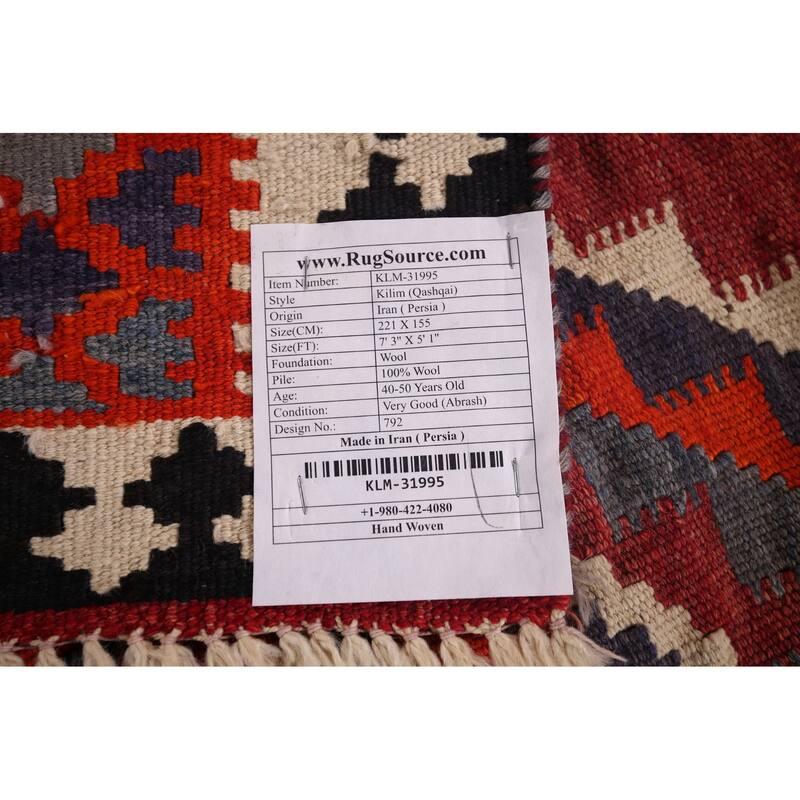 www.RugSource.com
Item Number: KLM-31995
Style Kilim (Qashqai)
Origin Iran ( Persia )
Size(CM): 221 X 155
Size(FT): 7' 3" X 5' 1"
Foundation: Wool
Pile: 100% Wool
Age: 40-50 Years Old
Condition: Very Good (Abrash)
Design No.: 792
Made in Iran ( Persia )
KLM-31995
+1-980-422-4080
Hand Woven